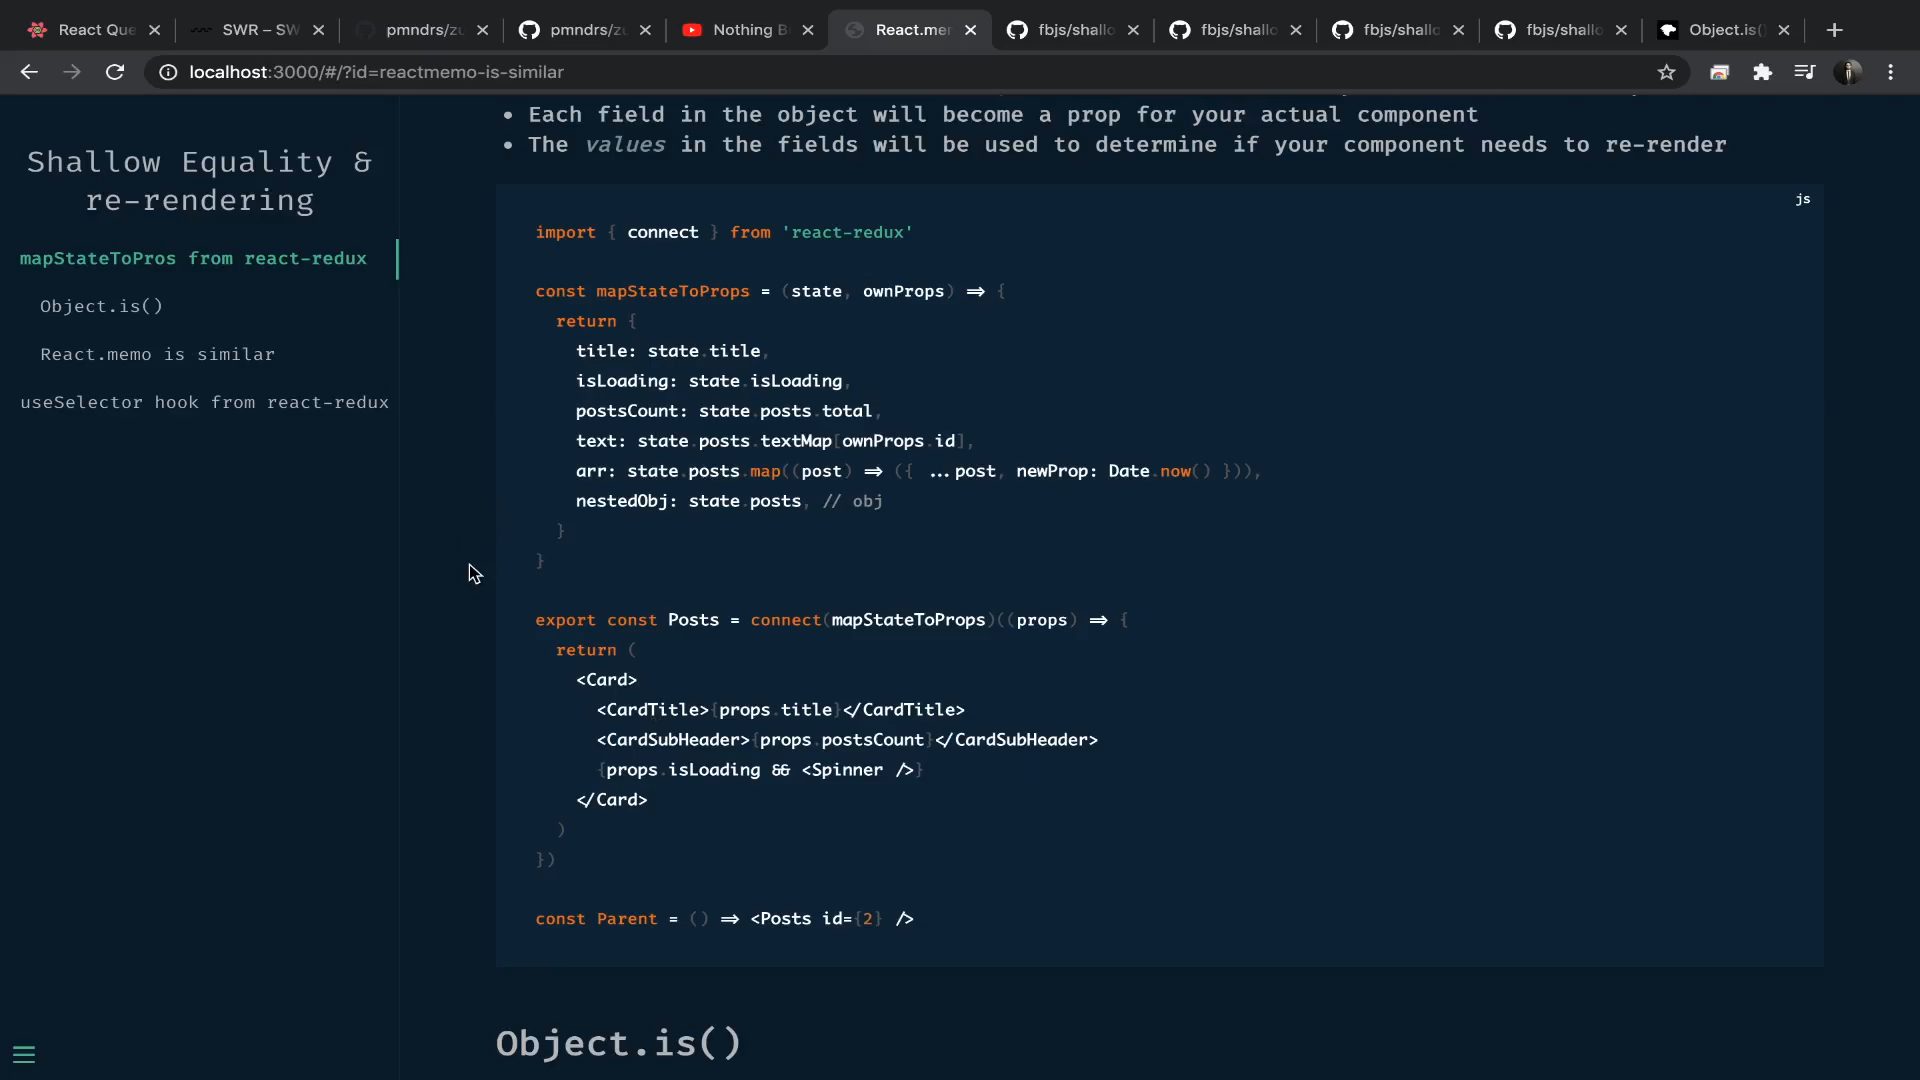 React Que
SWR – SW
pmndrs/zu
pmndrs/zu
Nothing B
React.mer
fbjs/shallo
fbjs/shallo
fbjs/shallo
fbjs/shallo
Object.is()
localhost:3000/#/?id=reactmemo-is-similar
Shallow Equality &
re-rendering
mapStateToPros from react-redux
Object.is()
React.memo is similar
useSelector hook from react-redux
• Each field in the object will become a prop for your actual component
• The values in the fields will be used to determine if your component needs to re-render
js
import { connect } from 'react-redux'
const mapStateToProps = (state, ownProps) => {
return {
title: state.title,
isLoading: state.isLoading,
postsCount: state.posts.total,
text: state.posts.textMap[ownProps.id],
arr: state.posts.map((post) => ({ ...post, newProp: Date.now() })),
nestedObj: state.posts, // obj
}
}
export const Posts = connect(mapStateToProps)((props) => {
return (
<Card>
<CardTitle>{props.title}</CardTitle>
<CardSubHeader>{props.postsCount}</CardSubHeader>
{props.isLoading && <Spinner />}
</Card>
)
})
const Parent = () => <Posts id={2} />
Object.is()